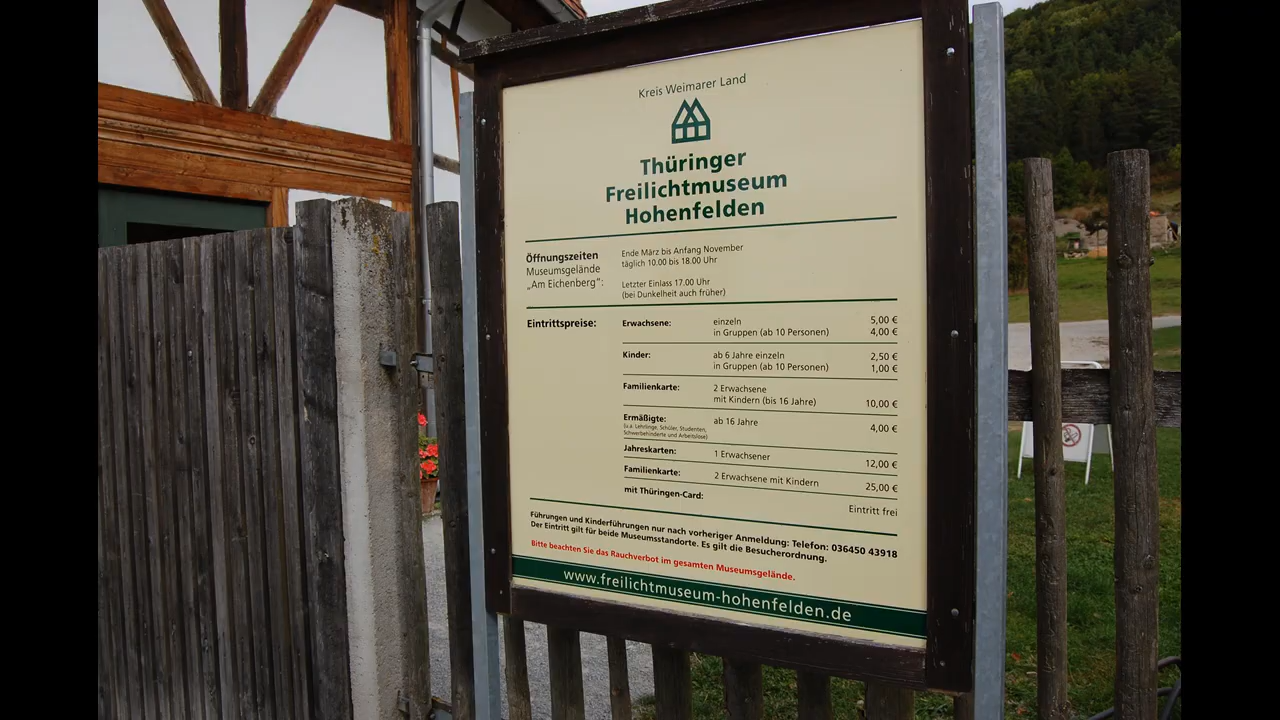 Kreis Weimarer Land
Thüringer
Freilichtmuseum
Hohenfelden
Öffnungszeiten
Museumsgelände
„Am Eichenberg":
Ende März bis Anfang November
täglich 10.00 bis 18.00 Uhr
Letzter Einlass 17.00 Uhr
(bei Dunkelheit auch früher)
Eintrittspreise:
Erwachsene: einzeln 5,00 €
in Gruppen (ab 10 Personen) 4,00 €
Kinder: ab 6 Jahre einzeln 2,50 €
in Gruppen (ab 10 Personen) 1,00 €
Familienkarte: 2 Erwachsene
mit Kindern (bis 16 Jahre) 10,00 €
Ermäßigte: ab 16 Jahre 4,00 €
(u.a. Lehrlinge, Schüler, Studenten,
Schwerbehinderte und Arbeitslose)
Jahreskarten: 1 Erwachsener 12,00 €
Familienkarte: 2 Erwachsene mit Kindern 25,00 €
mit Thüringen-Card: Eintritt frei
Führungen und Kinderführungen nur nach vorheriger Anmeldung: Telefon: 036450 43918
Der Eintritt gilt für beide Museumsstandorte. Es gilt die Besucherordnung.
Bitte beachten Sie das Rauchverbot im gesamten Museumsgelände.
www.freilichtmuseum-hohenfelden.de